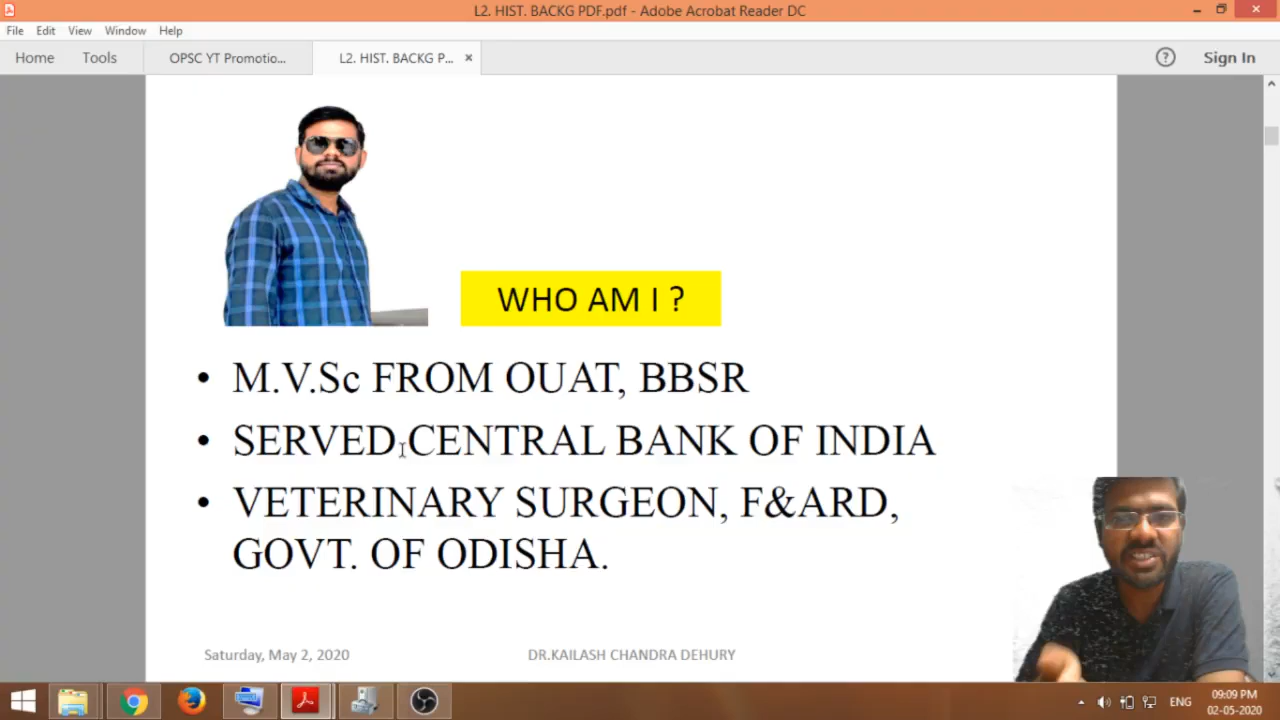 L2. HIST. BACKG PDF.pdf - Adobe Acrobat Reader DC
File Edit View Window Help
Home Tools OPSC YT Promotio... L2. HIST. BACKG P... × ? Sign In
WHO AM I ?
• M.V.Sc FROM OUAT, BBSR
• SERVED CENTRAL BANK OF INDIA
• VETERINARY SURGEON, F&ARD,
GOVT. OF ODISHA.
Saturday, May 2, 2020 DR.KAILASH CHANDRA DEHURY
ENG 09:09 PM
02-05-2020